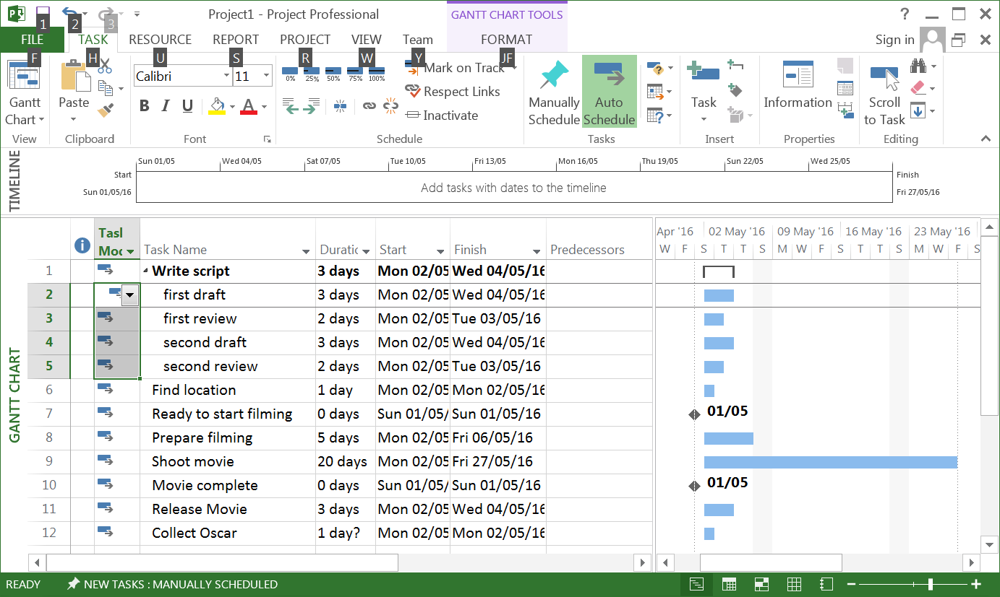 Project1 - Project Professional
GANTT CHART TOOLS
?
1
2
3
FILE
TASK
RESOURCE
REPORT
PROJECT
VIEW
Team
FORMAT
Sign in
F
H
U
S
R
W
Y
JF
Gantt
Chart
View
Paste
Clipboard
Calibri
11
B I U
A
Font
0%
25%
50%
75%
100%
Mark on Track
Respect Links
Inactivate
Schedule
Manually
Schedule
Auto
Schedule
Tasks
Task
Insert
Information
Properties
Scroll
to Task
Editing
TIMELINE
Sun 01/05
Wed 04/05
Sat 07/05
Tue 10/05
Fri 13/05
Mon 16/05
Thu 19/05
Sun 22/05
Wed 25/05
Start
Sun 01/05/16
Add tasks with dates to the timeline
Finish
Fri 27/05/16
GANTT CHART
Task Name
Start
Finish
Predecessors
Apr '16
02 May '16
09 May '16
16 May '16
23 May '16
W F S T T S M W F S T T S M W F S
1 Write script 3 days Mon 02/05 Wed 04/05/16
2 first draft 3 days Mon 02/05 Wed 04/05/16
3 first review 2 days Mon 02/05 Tue 03/05/16
4 second draft 3 days Mon 02/05 Wed 04/05/16
5 second review 2 days Mon 02/05 Tue 03/05/16
6 Find location 1 day Mon 02/05 Mon 02/05/16
7 Ready to start filming 0 days Sun 01/05/ Sun 01/05/16
01/05
8 Prepare filming 5 days Mon 02/05 Fri 06/05/16
9 Shoot movie 20 days Mon 02/05 Fri 27/05/16
10 Movie complete 0 days Sun 01/05/ Sun 01/05/16
01/05
11 Release Movie 3 days Mon 02/05 Wed 04/05/16
12 Collect Oscar 1 day? Mon 02/05 Mon 02/05/16
READY
NEW TASKS : MANUALLY SCHEDULED